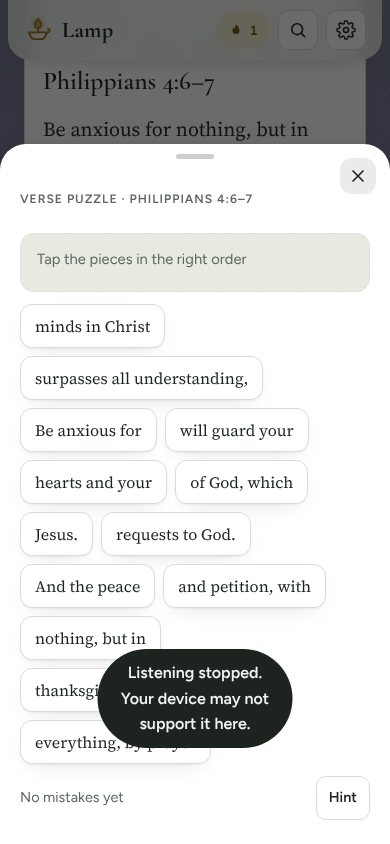 Lamp
1
Philippians 4:6–7
Be anxious for nothing, but in
VERSE PUZZLE · PHILIPPIANS 4:6–7
Tap the pieces in the right order
minds in Christ
surpasses all understanding,
Be anxious for
will guard your
hearts and your
of God, which
Jesus.
requests to God.
And the peace
and petition, with
nothing, but in
Listening stopped.
Your device may not
support it here.
everything, by
No mistakes yet
Hint